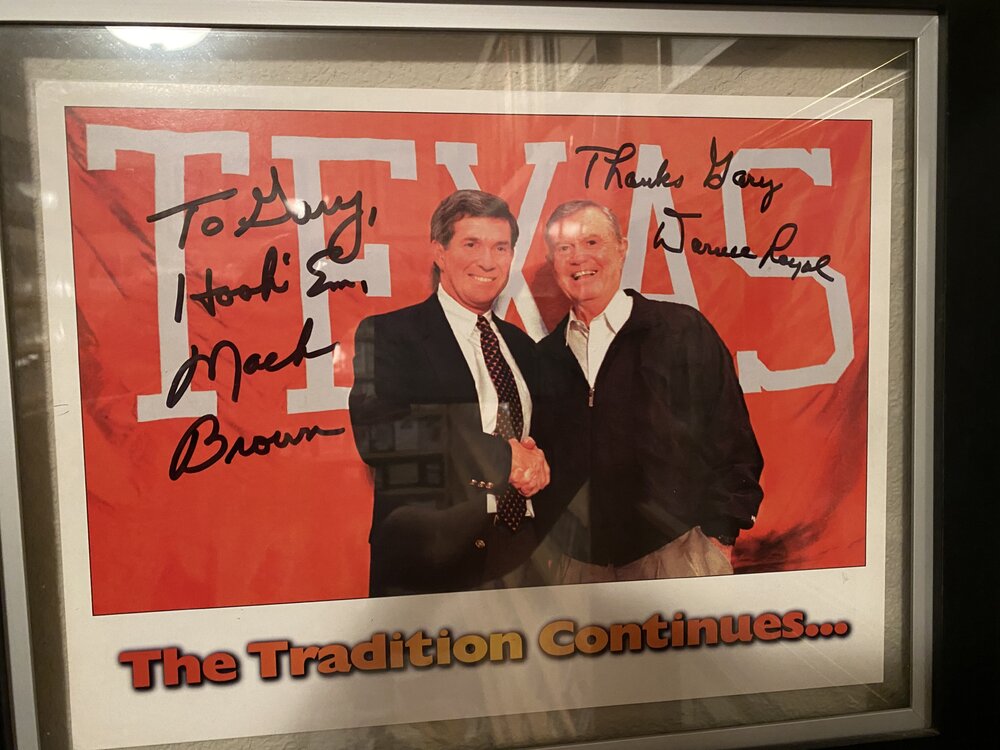 TEXAS
To Gary,
Hook 'Em,
Mack
Brown
Thanks Gary
Darrell Royal
The Tradition Continues...